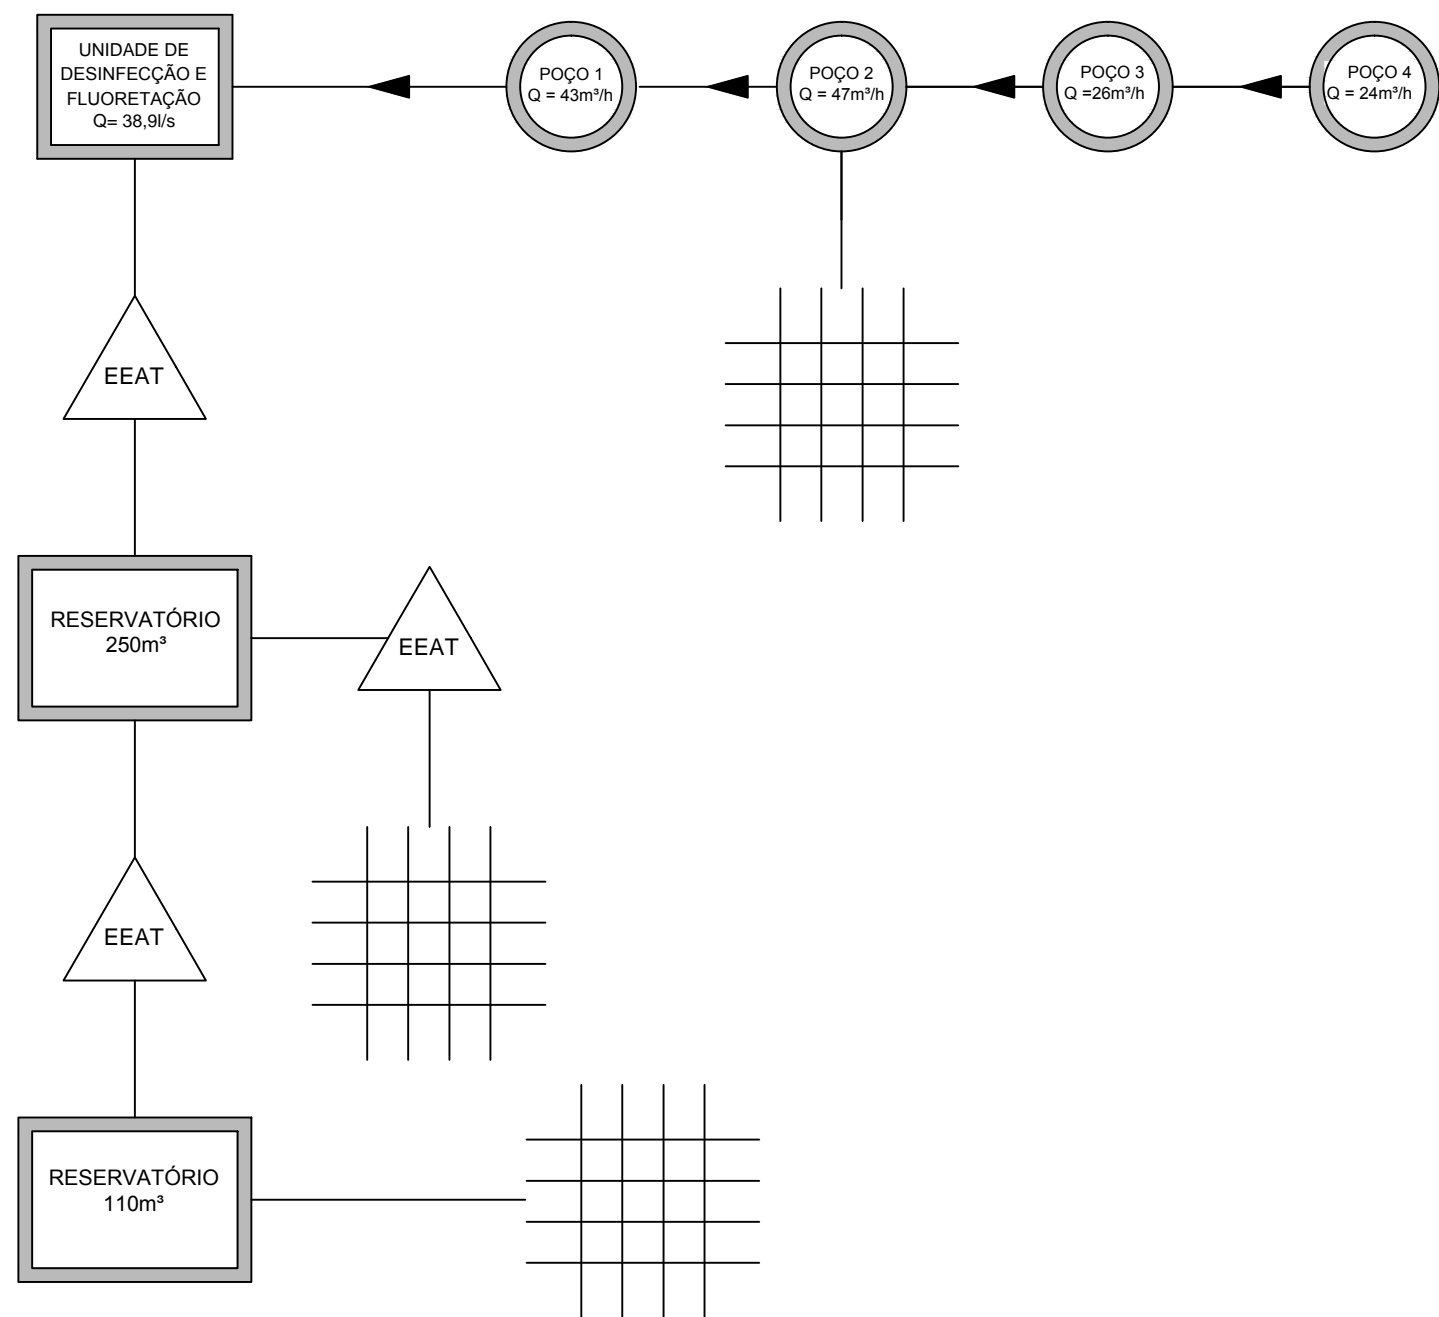 UNIDADE DE
DESINFECÇÃO E
FLUORETAÇÃO
Q= 38,9l/s
POÇO 1
Q = 43m³/h
POÇO 2
Q = 47m³/h
POÇO 3
Q =26m³/h
POÇO 4
Q = 24m³/h
EEAT
RESERVATÓRIO
250m³
EEAT
EEAT
RESERVATÓRIO
110m³